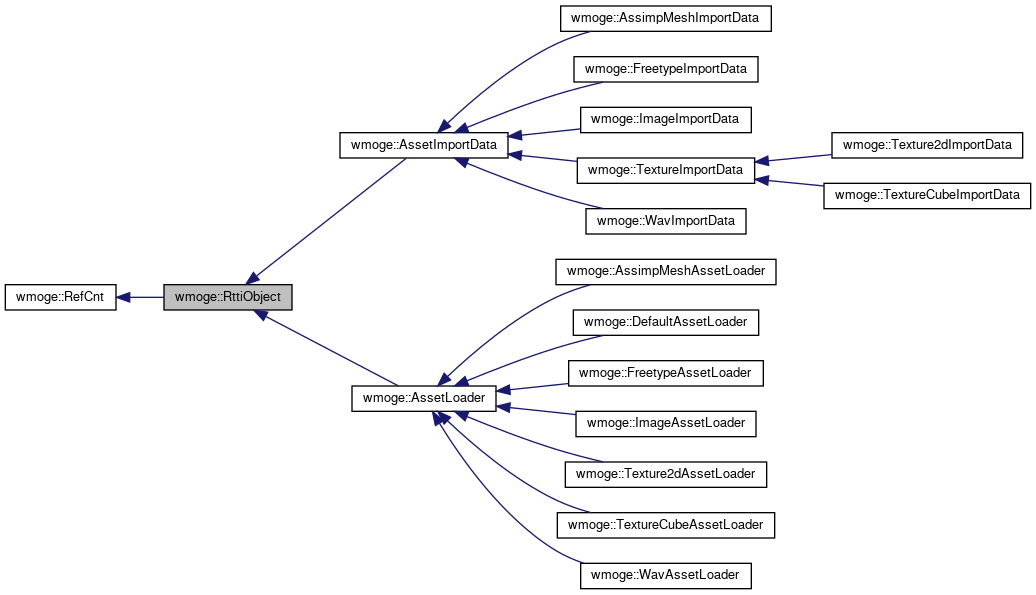 wmoge::AssimpMeshImportData
wmoge::FreetypeImportData
wmoge::ImageImportData
wmoge::AssetImportData
wmoge::Texture2dImportData
wmoge::TextureImportData
wmoge::TextureCubeImportData
wmoge::WavImportData
wmoge::AssimpMeshAssetLoader
wmoge::RefCnt
wmoge::RttiObject
wmoge::DefaultAssetLoader
wmoge::FreetypeAssetLoader
wmoge::AssetLoader
wmoge::ImageAssetLoader
wmoge::Texture2dAssetLoader
wmoge::TextureCubeAssetLoader
wmoge::WavAssetLoader